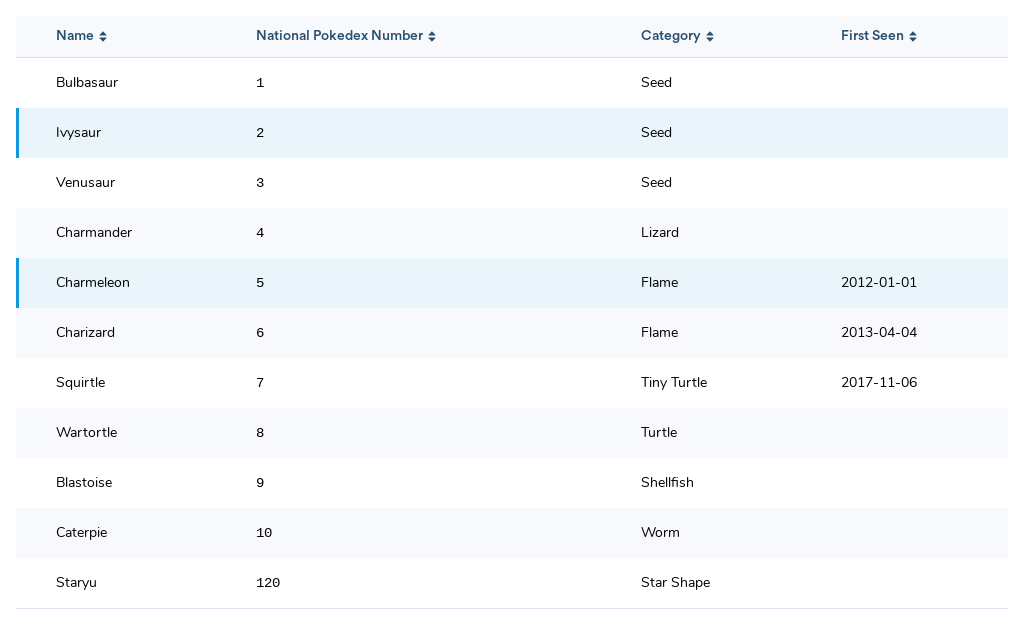 Name National Pokedex Number Category First Seen
Bulbasaur 1 Seed
Ivysaur 2 Seed
Venusaur 3 Seed
Charmander 4 Lizard
Charmeleon 5 Flame 2012-01-01
Charizard 6 Flame 2013-04-04
Squirtle 7 Tiny Turtle 2017-11-06
Wartortle 8 Turtle
Blastoise 9 Shellfish
Caterpie 10 Worm
Staryu 120 Star Shape